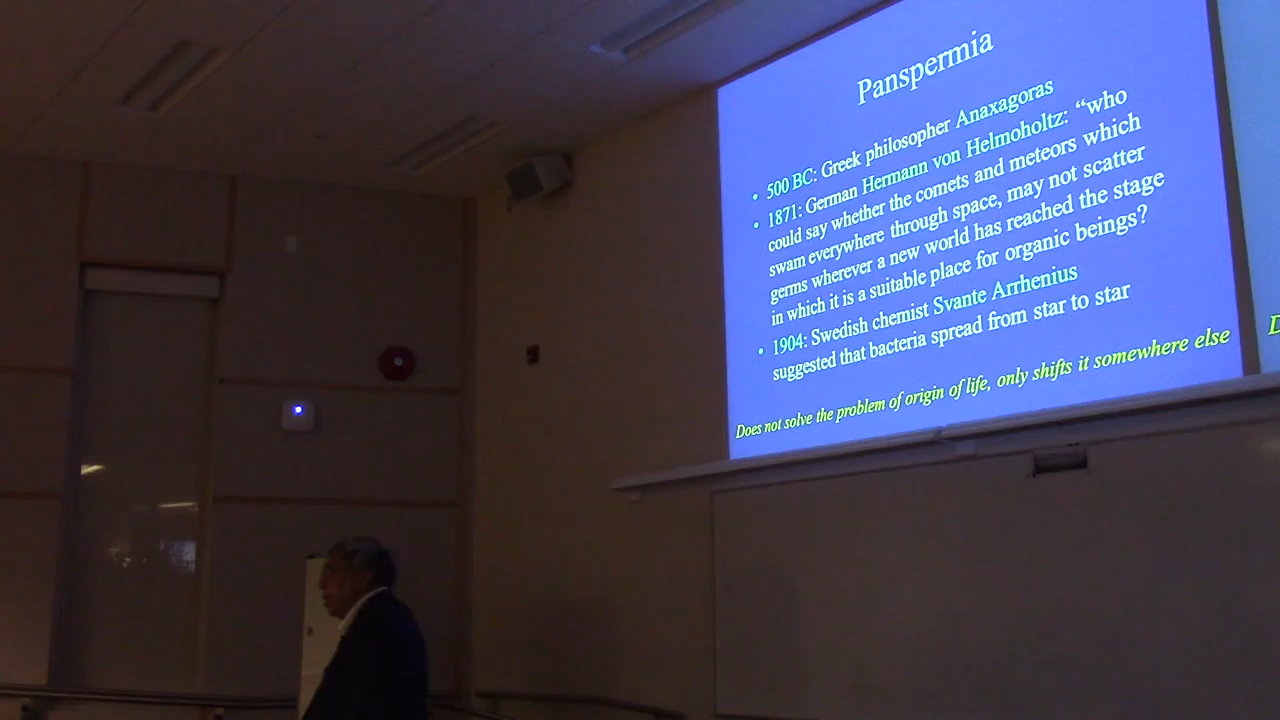 Panspermia
• 500 BC: Greek philosopher Anaxagoras
• 1871: German Hermann von Helmoholtz: “who
could say whether the comets and meteors which
swam everywhere through space, may not scatter
germs wherever a new world has reached the stage
in which it is a suitable place for organic beings?
• 1904: Swedish chemist Svante Arrhenius
suggested that bacteria spread from star to star
Does not solve the problem of origin of life, only shifts it somewhere else
D